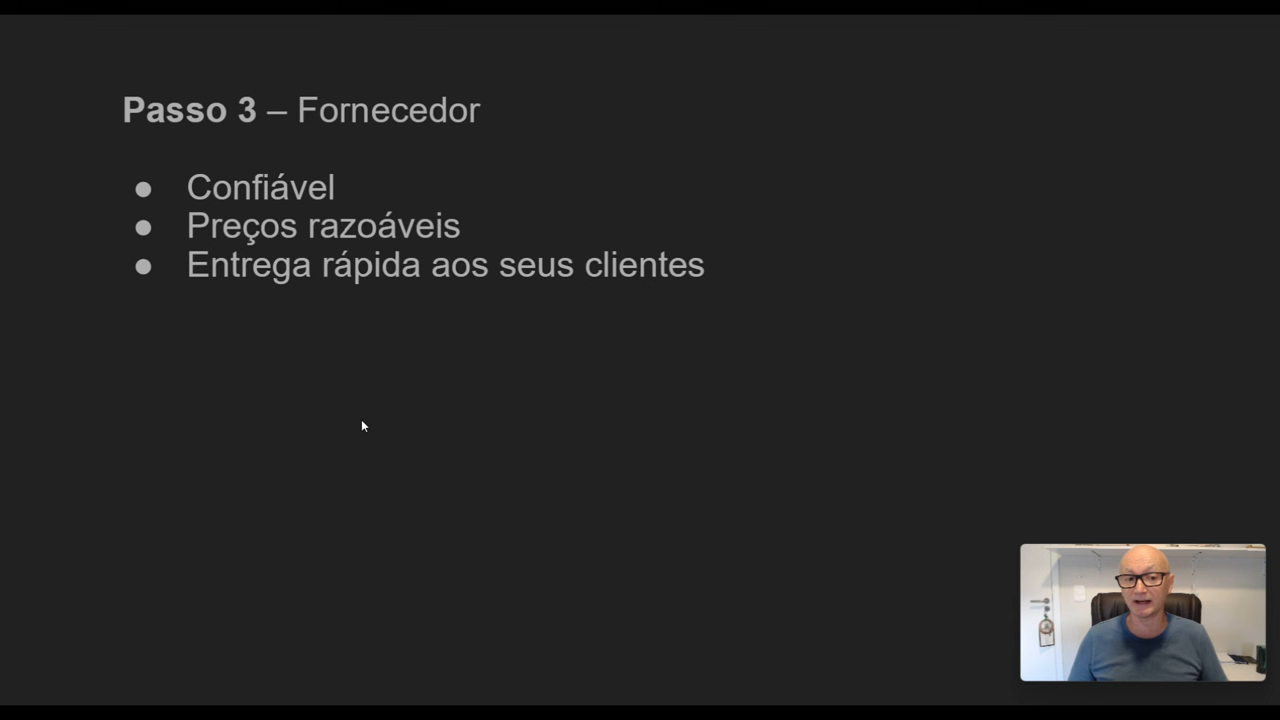 Passo 3 – Fornecedor
● Confiável
● Preços razoáveis
● Entrega rápida aos seus clientes